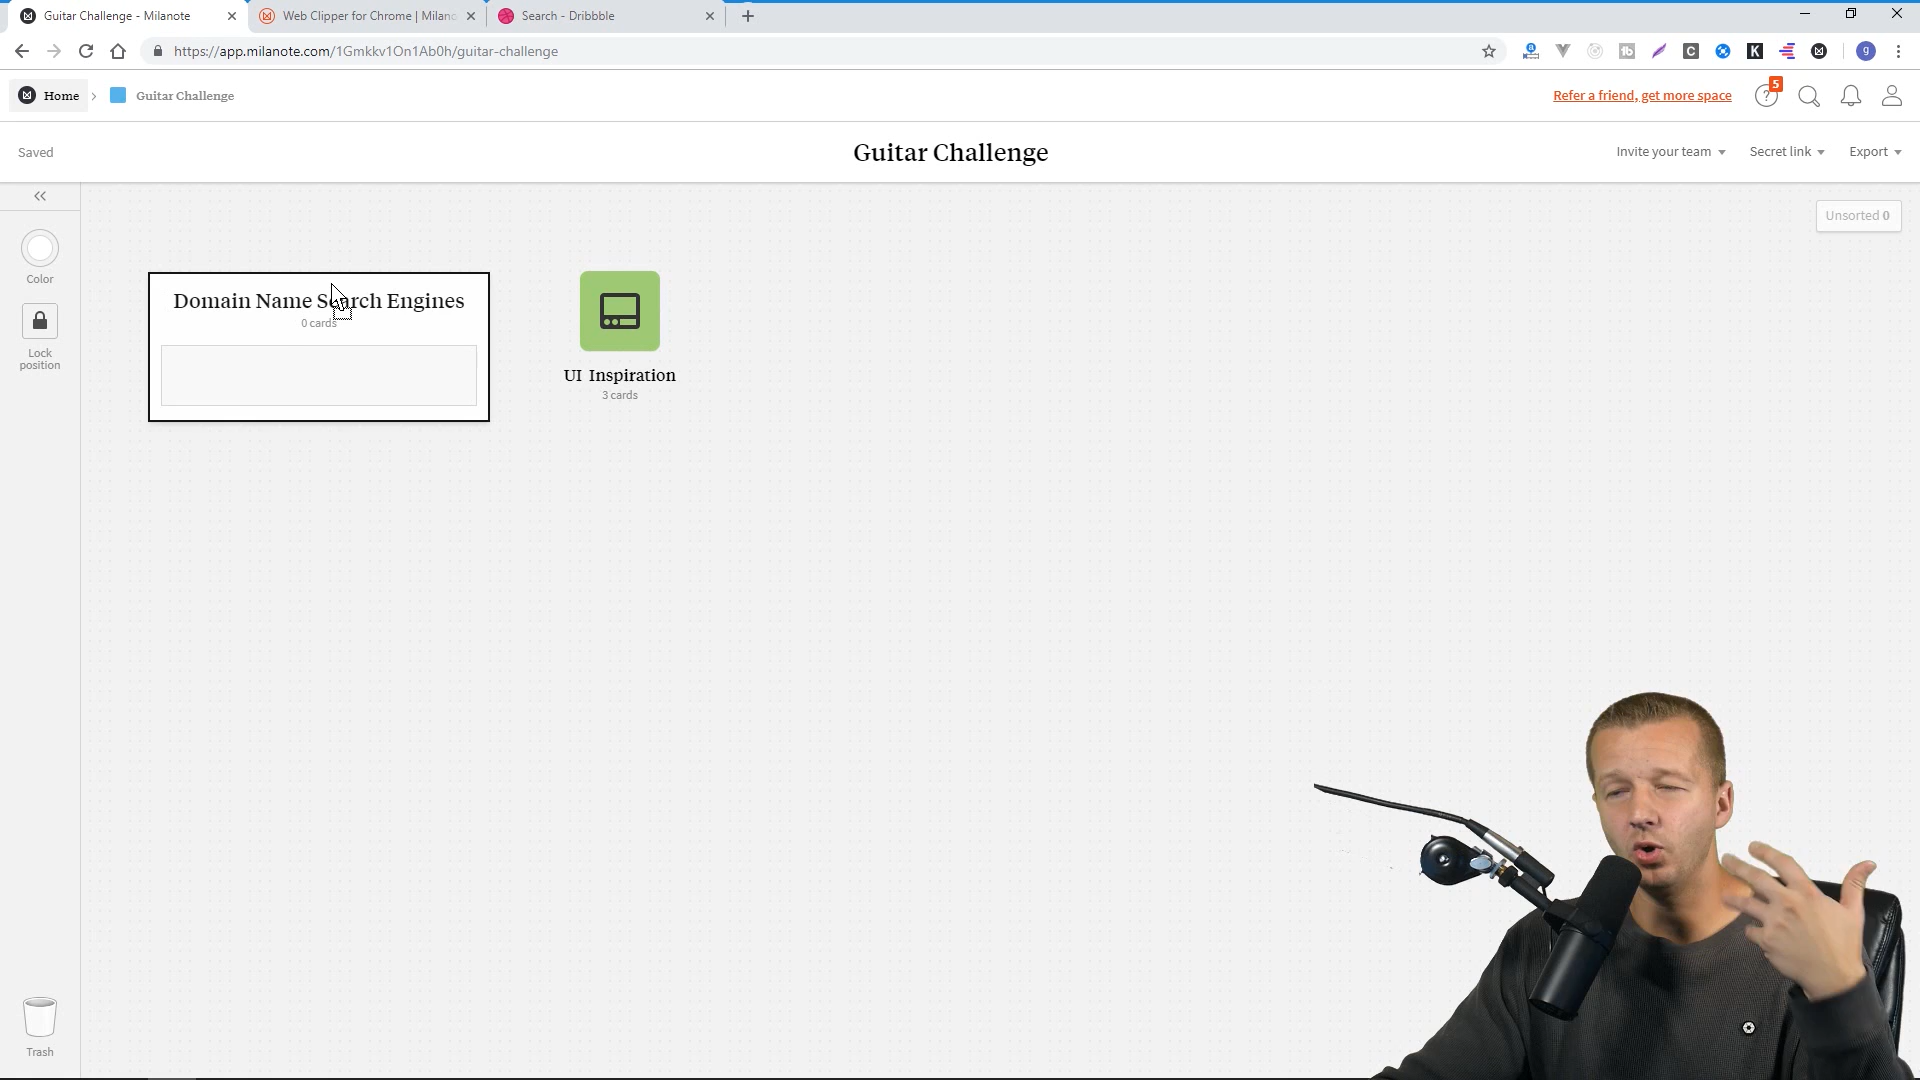 Guitar Challenge - Milanote
Web Clipper for Chrome | Milano
Search - Dribbble
https://app.milanote.com/1Gmkkv1On1Ab0h/guitar-challenge
Home
Guitar Challenge
Refer a friend, get more space
5
Saved
Guitar Challenge
Invite your team
Secret link
Export
Unsorted 0
Color
Lock
position
Domain Name Search Engines
0 cards
UI Inspiration
3 cards
Trash